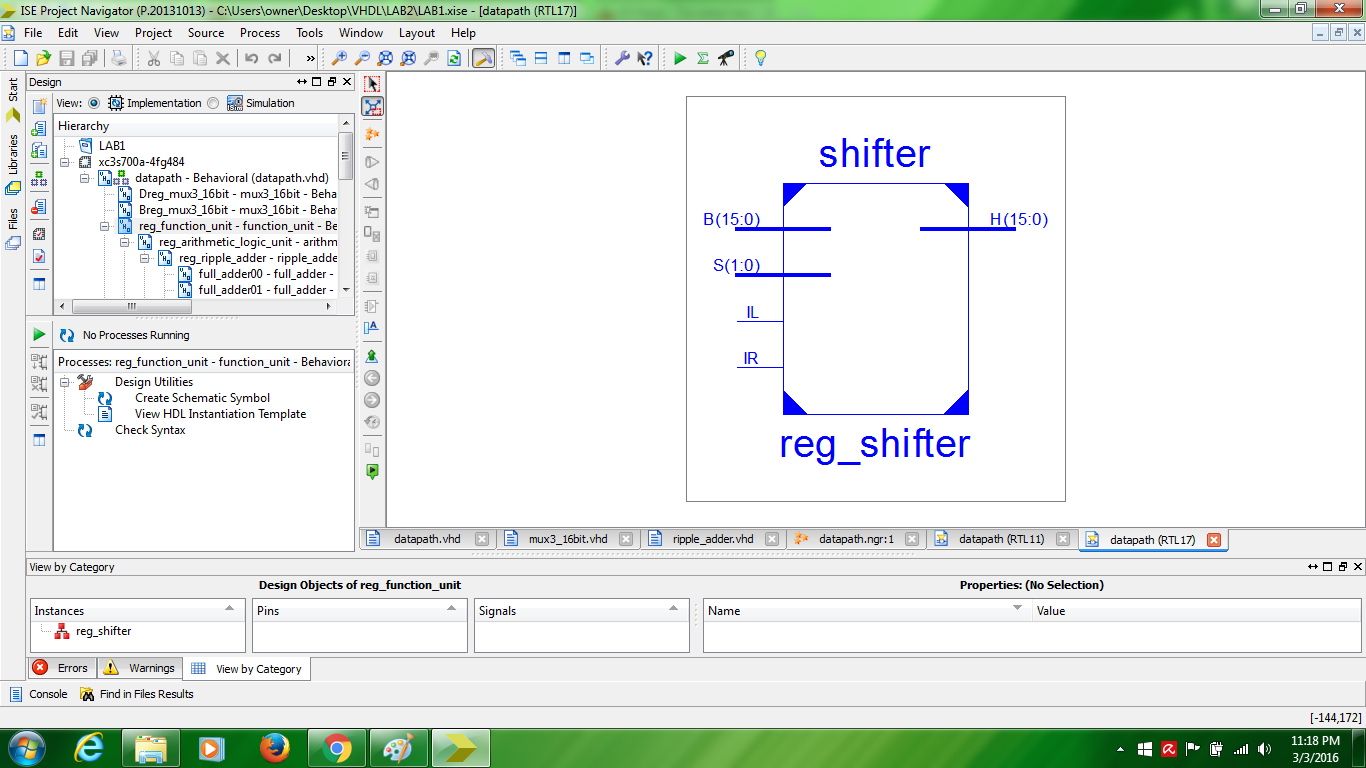 ISE Project Navigator (P.20131013) - C:\Users\owner\Desktop\VHDL\LAB2\LAB1.xise - [datapath (RTL17)]
File Edit View Project Source Process Tools Window Layout Help
»
Design
View: Implementation Simulation
Hierarchy
LAB1
xc3s700a-4fg484
datapath - Behavioral (datapath.vhd)
Dreg_mux3_16bit - mux3_16bit - Beha
Breg_mux3_16bit - mux3_16bit - Beha
reg_function_unit - function_unit - Be
reg_arithmetic_logic_unit - arithm
reg_ripple_adder - ripple_adde
full_adder00 - full_adder -
full_adder01 - full_adder -
Start
Libraries
Files
No Processes Running
Processes: reg_function_unit - function_unit - Behaviora
Design Utilities
Create Schematic Symbol
View HDL Instantiation Template
Check Syntax
shifter
B(15:0) H(15:0)
S(1:0)
IL
IR
reg_shifter
datapath.vhd mux3_16bit.vhd ripple_adder.vhd datapath.ngr:1 datapath (RTL11) datapath (RTL17)
View by Category
Design Objects of reg_function_unit Properties: (No Selection)
Instances Pins Signals Name Value
reg_shifter
Errors Warnings View by Category
Console Find in Files Results
[-144,172]
11:18 PM
3/3/2016